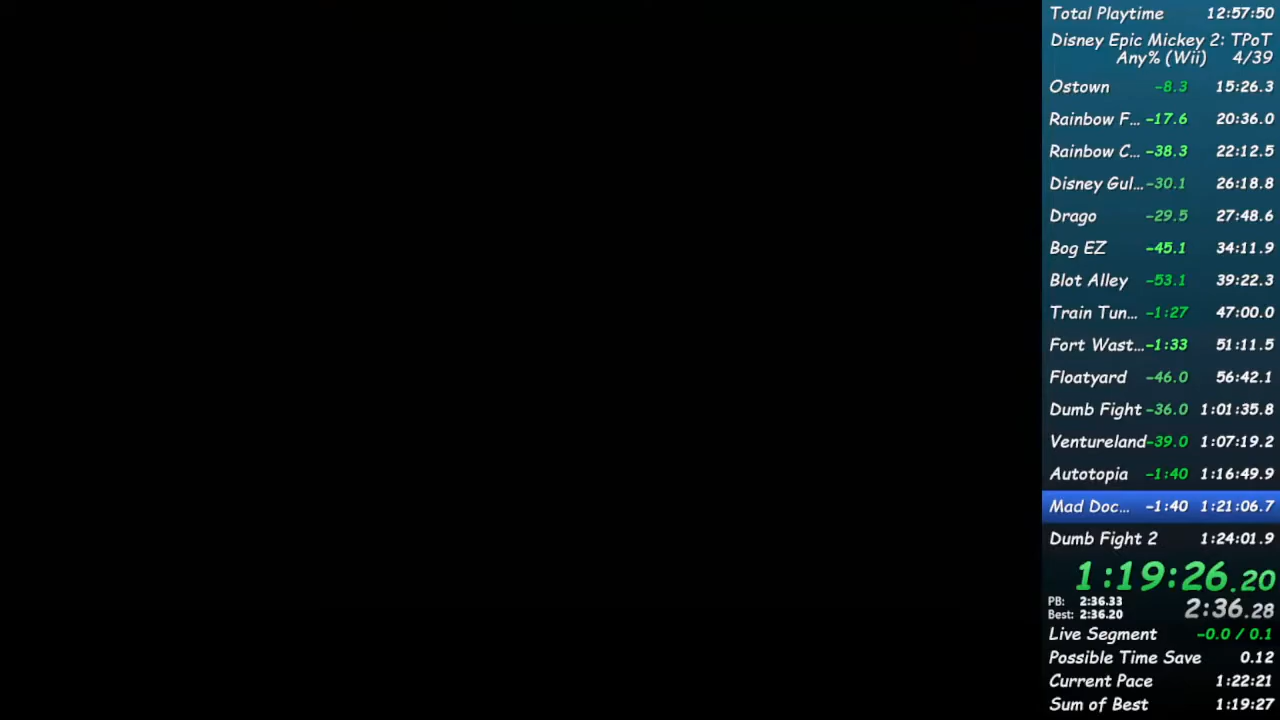 Total Playtime 12:57:50
Disney Epic Mickey 2: TPoT
Any% (Wii) 4/39
Ostown -8.3 15:26.3
Rainbow F... -17.6 20:36.0
Rainbow C... -38.3 22:12.5
Disney Gul... -30.1 26:18.8
Drago -29.5 27:48.6
Bog EZ -45.1 34:11.9
Blot Alley -53.1 39:22.3
Train Tun... -1:27 47:00.0
Fort Wast... -1:33 51:11.5
Floatyard -46.0 56:42.1
Dumb Fight -36.0 1:01:35.8
Ventureland -39.0 1:07:19.2
Autotopia -1:40 1:16:49.9
Mad Doc... -1:40 1:21:06.7
Dumb Fight 2 1:24:01.9
1:19:26.20
PB: 2:36.33
Best: 2:36.20 2:36.28
Live Segment -0.0 / 0.1
Possible Time Save 0.12
Current Pace 1:22:21
Sum of Best 1:19:27